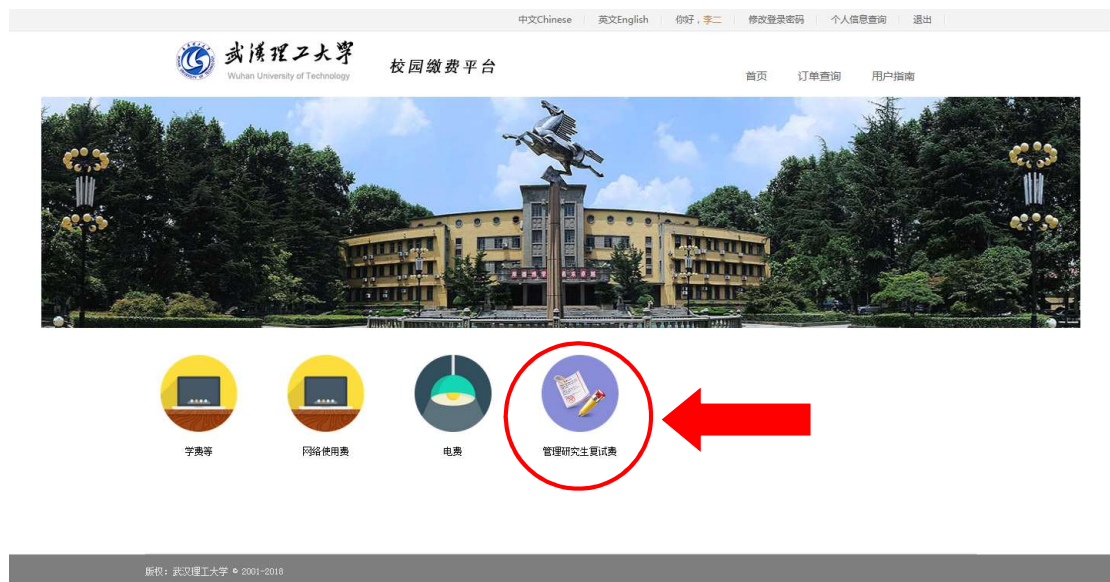 中文Chinese 英文English 你好，李二 修改登录密码 个人信息查询 退出
武汉理工大学
Wuhan University of Technology
校园缴费平台
首页 订单查询 用户指南
学费等 网络使用费 电费 管理研究生复试费
版权：武汉理工大学 © 2001-2018